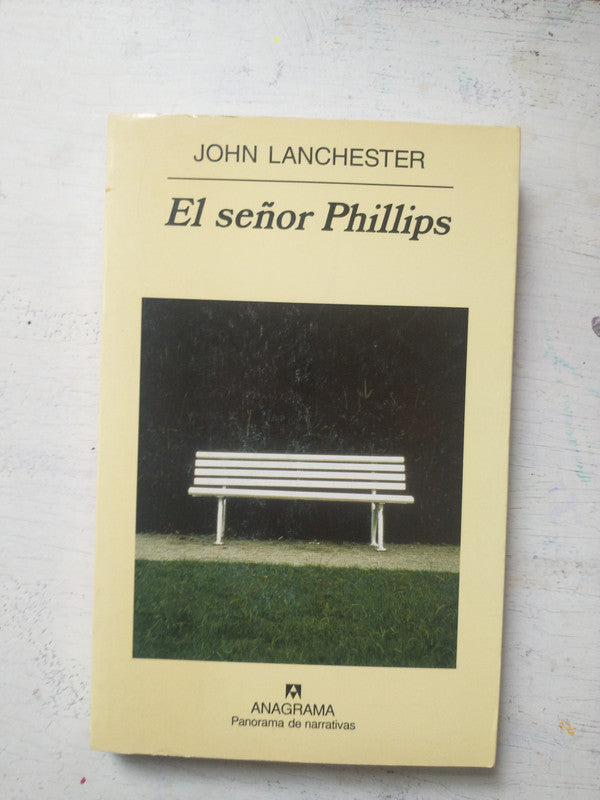 JOHN LANCHESTER
El señor Phillips
ANAGRAMA
Panorama de narrativas